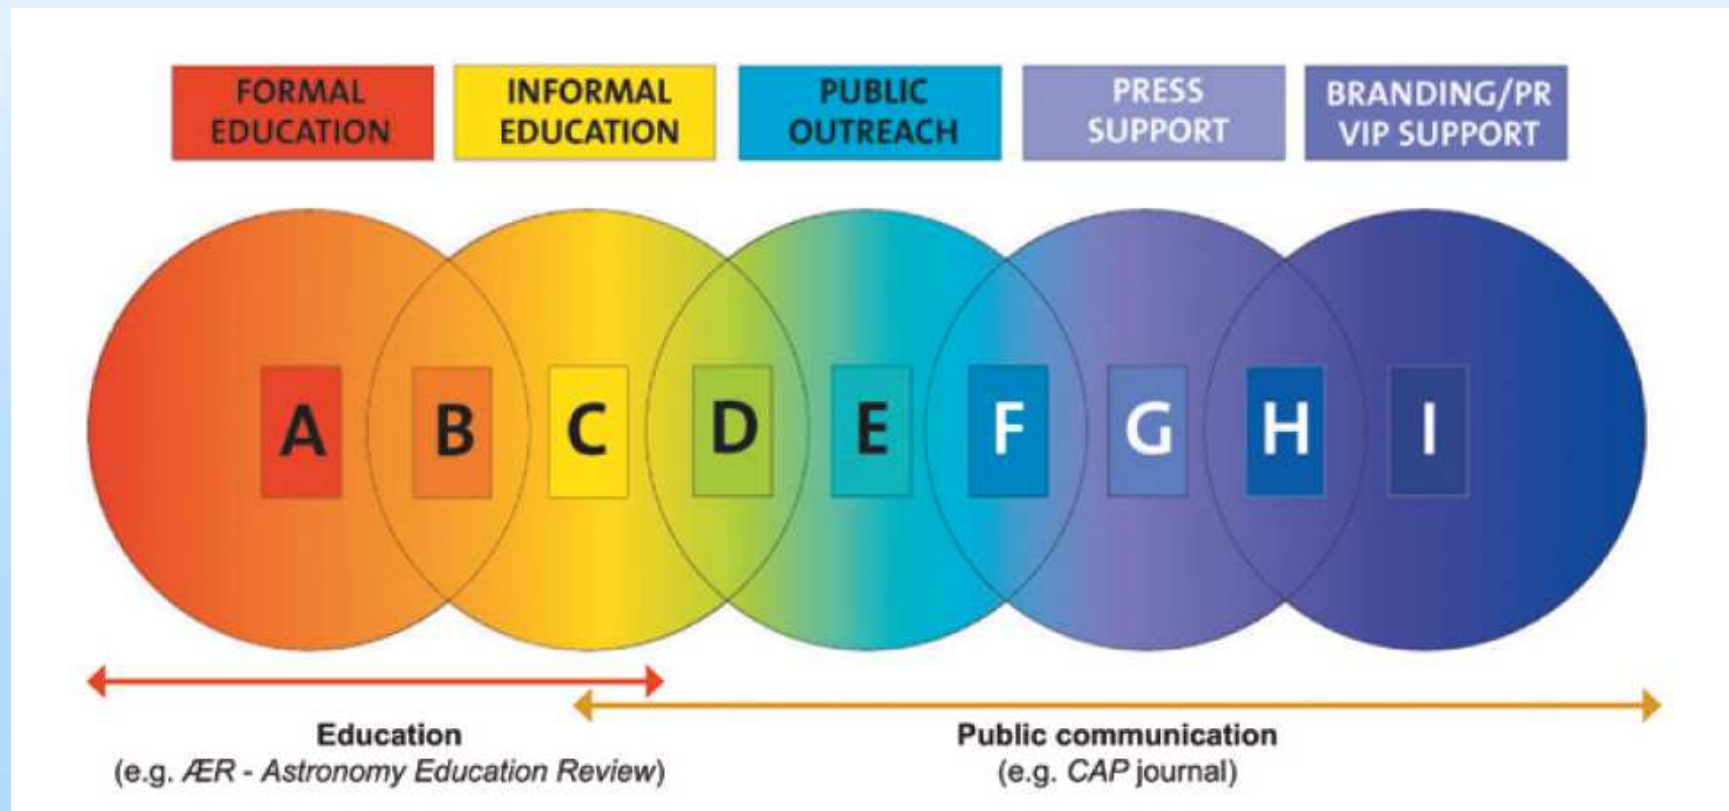 FORMAL
EDUCATION
INFORMAL
EDUCATION
PUBLIC
OUTREACH
PRESS
SUPPORT
BRANDING/PR
VIP SUPPORT
A
B
C
D
E
F
G
H
I
Education
(e.g. ÆR - Astronomy Education Review)
Public communication
(e.g. CAP journal)